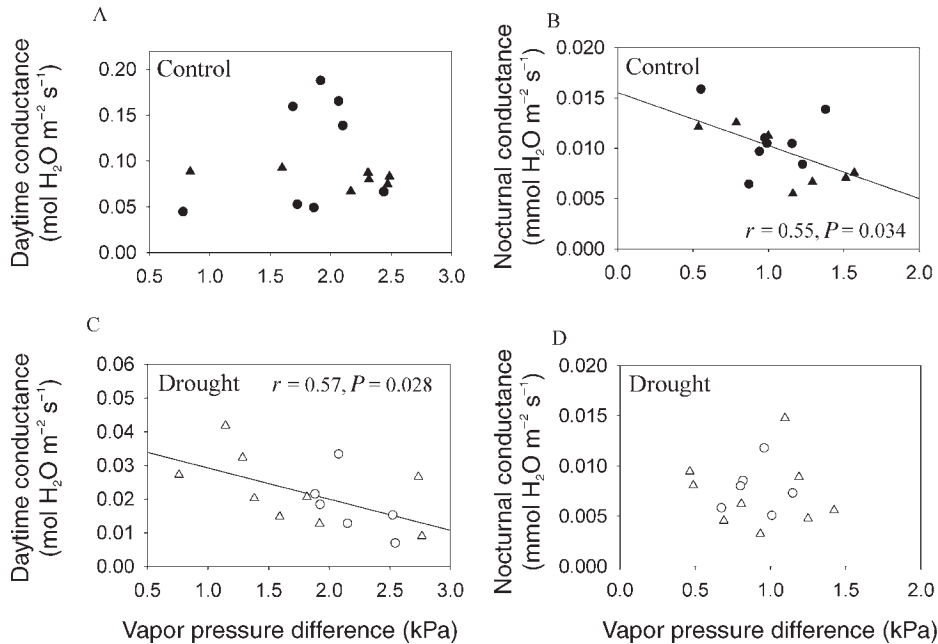 A
B
Daytime conductance
(mol H₂O m⁻² s⁻¹)
0.20
0.15
0.10
0.05
0.00
Control
0.5 1.0 1.5 2.0 2.5 3.0
Nocturnal conductance
(mmol H₂O m⁻² s⁻¹)
0.020
0.015
0.010
0.005
0.000
Control
r = 0.55, P = 0.034
0.0 0.5 1.0 1.5 2.0
C
D
Daytime conductance
(mol H₂O m⁻² s⁻¹)
0.06
0.05
0.04
0.03
0.02
0.01
0.00
Drought
r = 0.57, P = 0.028
0.5 1.0 1.5 2.0 2.5 3.0
Vapor pressure difference (kPa)
Nocturnal conductance
(mmol H₂O m⁻² s⁻¹)
0.020
0.015
0.010
0.005
0.000
Drought
0.0 0.5 1.0 1.5 2.0
Vapor pressure difference (kPa)